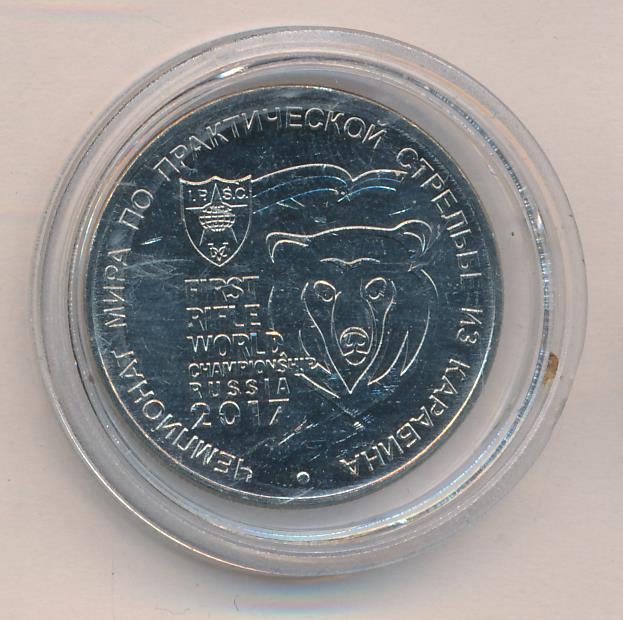 ЧЕМПИОНАТ МИРА ПО ПРАКТИЧЕСКОЙ СТРЕЛЬБЕ ИЗ КАРАБИНА
I.P.S.C.
FIRST
RIFLE
WORLD
CHAMPIONSHIP
RUSSIA
2017